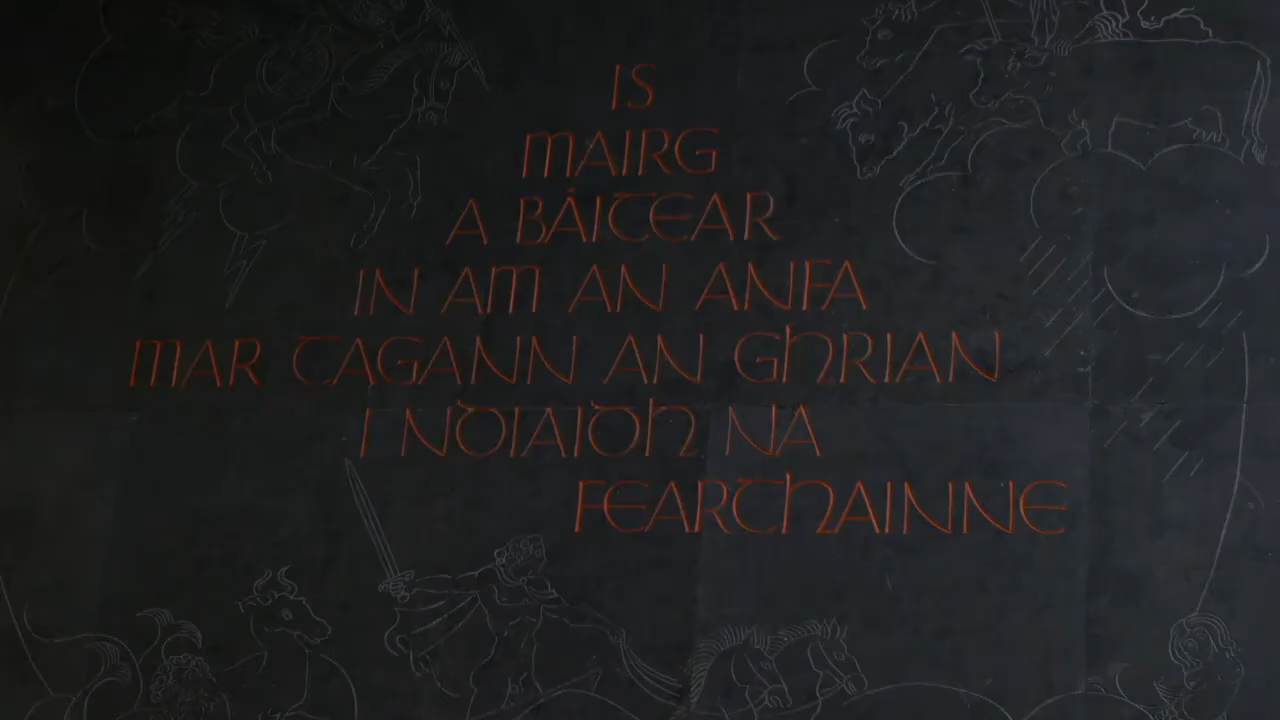 IS
MAIRG
A BÁITEAR
IN AM AN ANFA
MAR TAGANN AN GHRIAN
I NDIAIDH NA
FEARTHAINNE